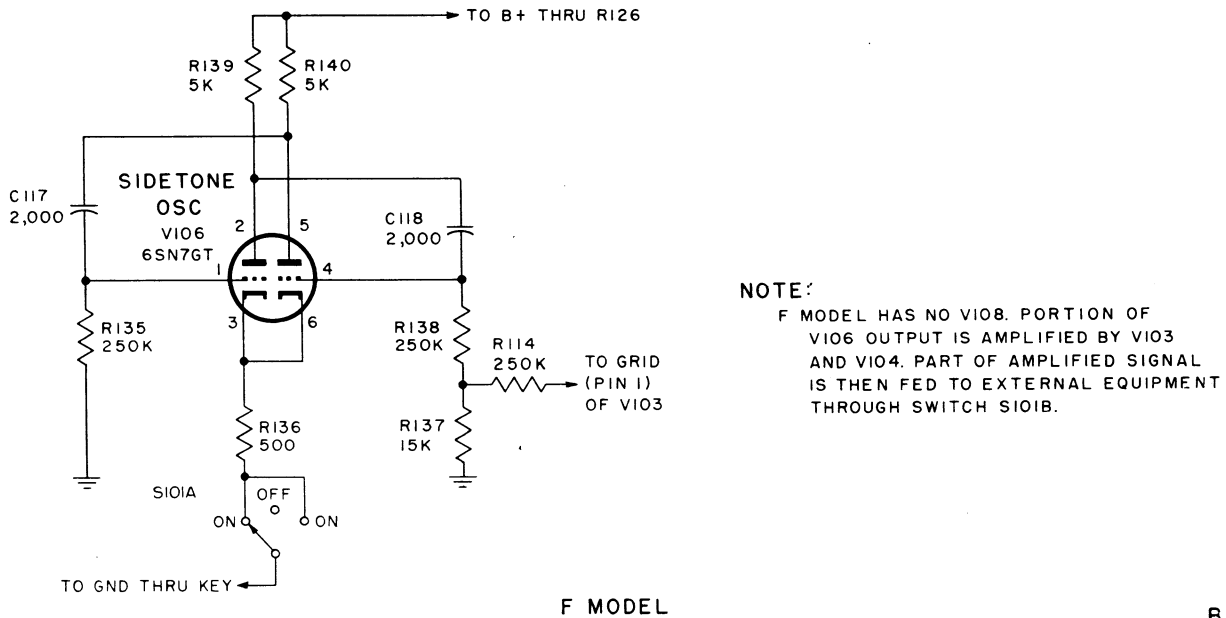 TO B+ THRU R126
R139
5K
R140
5K
SIDETONE
OSC
V106
6SN7GT
C117
2,000
C118
2,000
2
5
1
4
3
6
R135
250K
R138
250K
R114
250K
TO GRID
(PIN 1)
OF V103
R136
500
R137
15K
S101A
OFF
ON
ON
TO GND THRU KEY
NOTE:
F MODEL HAS NO V108. PORTION OF
V106 OUTPUT IS AMPLIFIED BY V103
AND V104. PART OF AMPLIFIED SIGNAL
IS THEN FED TO EXTERNAL EQUIPMENT
THROUGH SWITCH S101B.
F MODEL
B